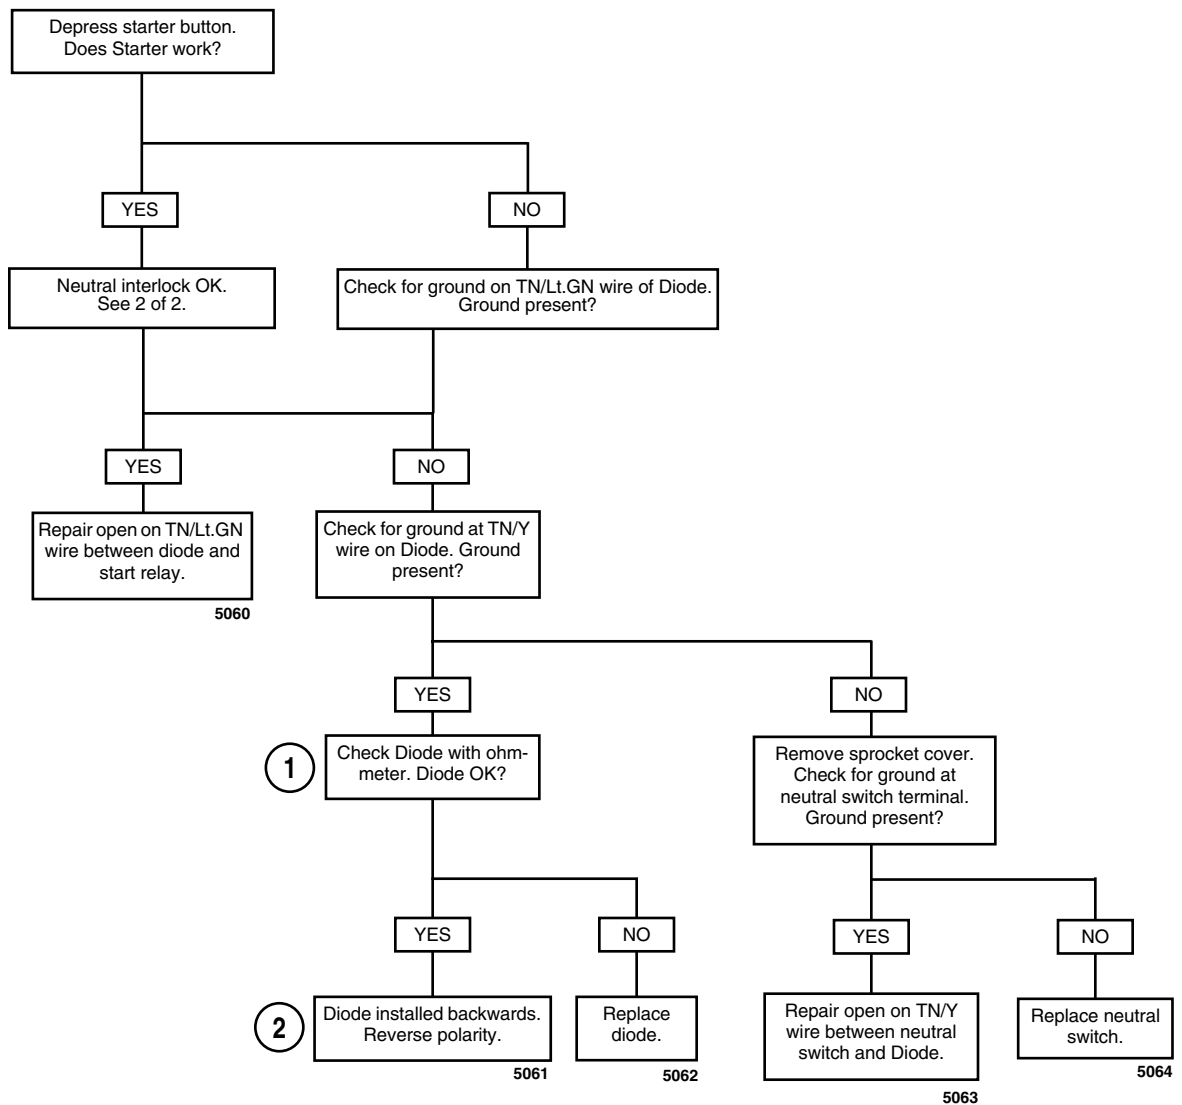 Depress starter button.
Does Starter work?
YES
NO
Neutral interlock OK.
See 2 of 2.
Check for ground on TN/Lt.GN wire of Diode.
Ground present?
YES
NO
Repair open on TN/Lt.GN
wire between diode and
start relay.
5060
Check for ground at TN/Y
wire on Diode. Ground
present?
YES
NO
1
Check Diode with ohm-
meter. Diode OK?
Remove sprocket cover.
Check for ground at
neutral switch terminal.
Ground present?
YES
NO
YES
NO
2
Diode installed backwards.
Reverse polarity.
5061
Replace
diode.
5062
Repair open on TN/Y
wire between neutral
switch and Diode.
5063
Replace neutral
switch.
5064